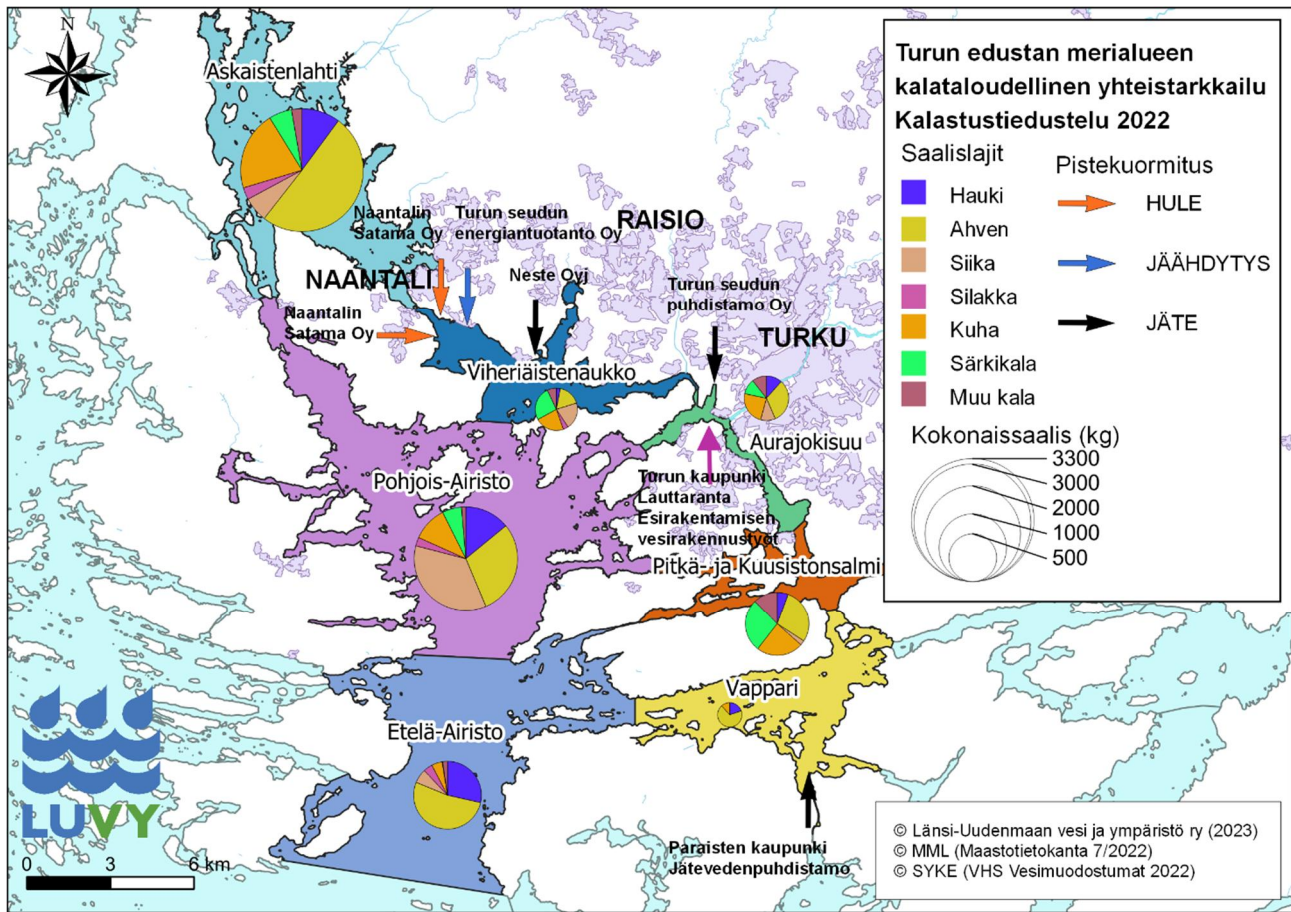 N
Askaistenlahti
Naantalin
Satama Oy
Turun seudun
energiantuotanto Oy
RAISIO
NAANTALI
Neste Oyj
Turun seudun
puhdistamo Oy
Naantalin
Satama Oy
TURKU
Viheriäistenaukko
Aurajokisuu
Pohjois-Airisto
Turun kaupunki
Lauttaranta
Esirakentamisen
vesirakennustyöt
Pitkä- ja Kuusistonsalmi
Vappari
Etelä-Airisto
Paraisten kaupunki
Jätevedenpuhdistamo
LUVY
0 3 6 km
Turun edustan merialueen
kalataloudellinen yhteistarkkailu
Kalastustiedustelu 2022
Saalislajit
Hauki
Ahven
Siika
Silakka
Kuha
Särkikala
Muu kala
Pistekuormitus
HULE
JÄÄHDYTYS
JÄTE
Kokonaissaalis (kg)
3300
3000
2000
1000
500
© Länsi-Uudenmaan vesi ja ympäristö ry (2023)
© MML (Maastotietokanta 7/2022)
© SYKE (VHS Vesimuodostumat 2022)